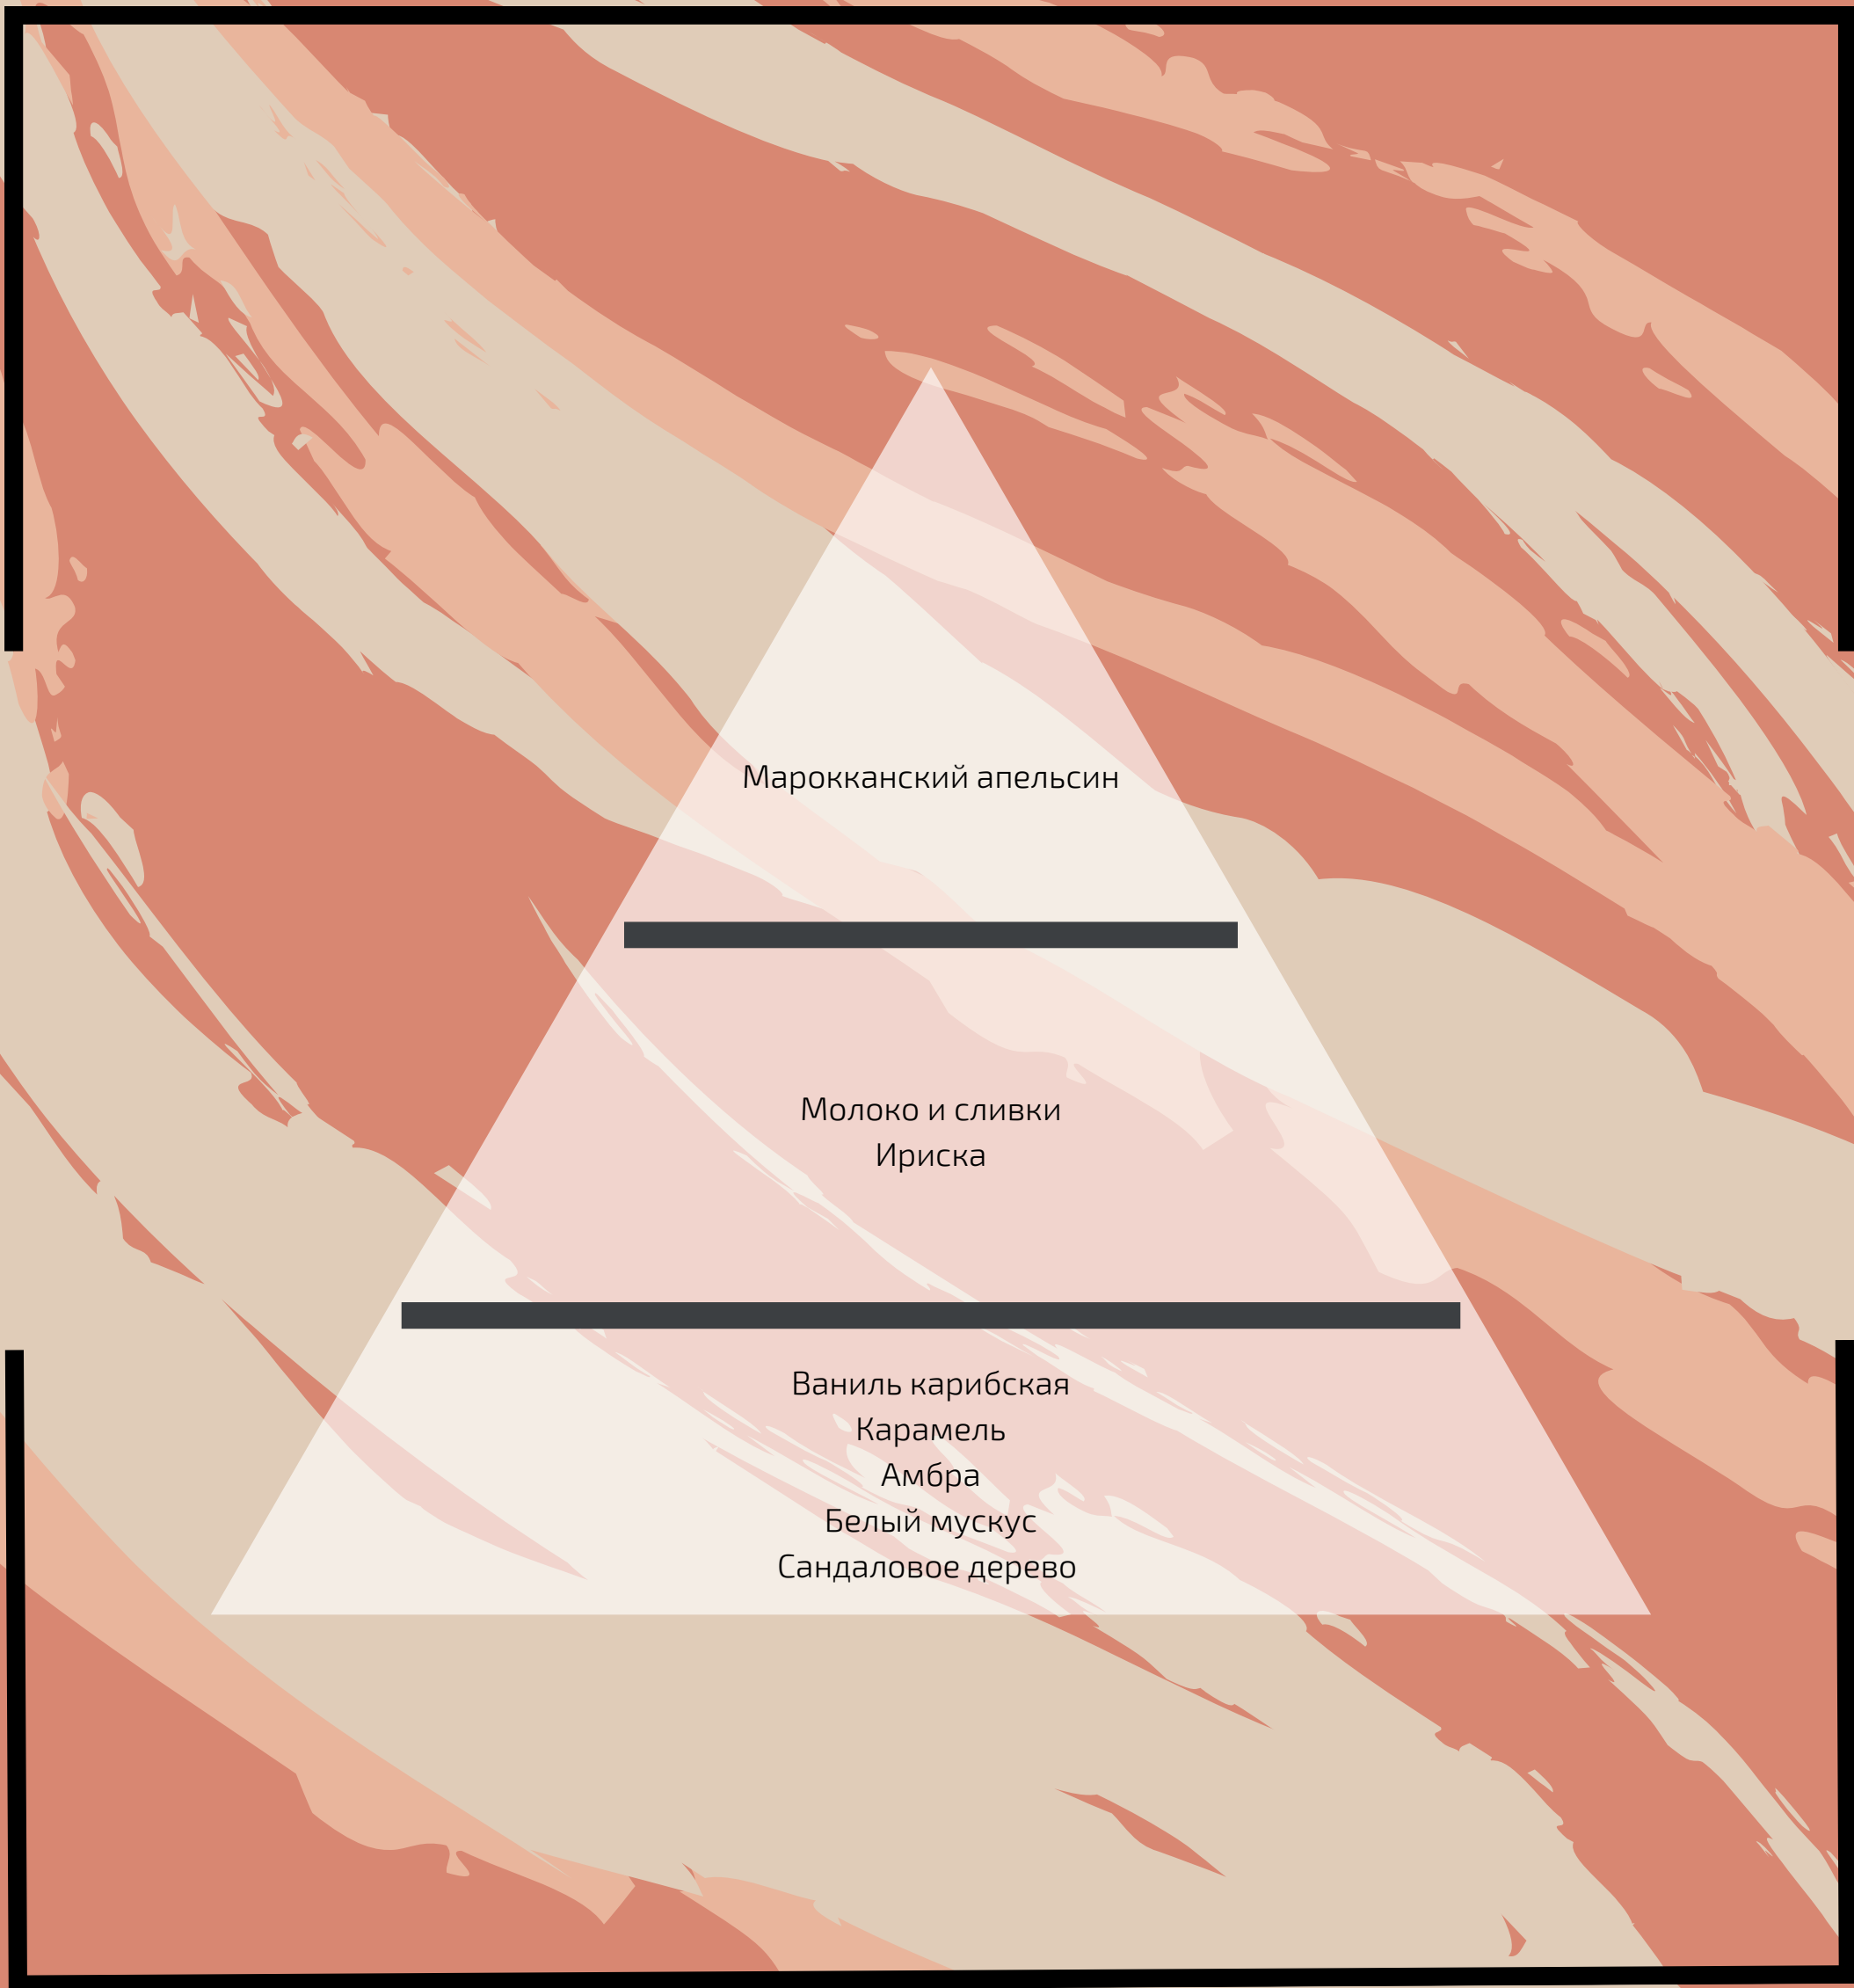 Марокканский апельсин
Молоко и сливки
Ириска
Ваниль карибская
Карамель
Амбра
Белый мускус
Сандаловое дерево